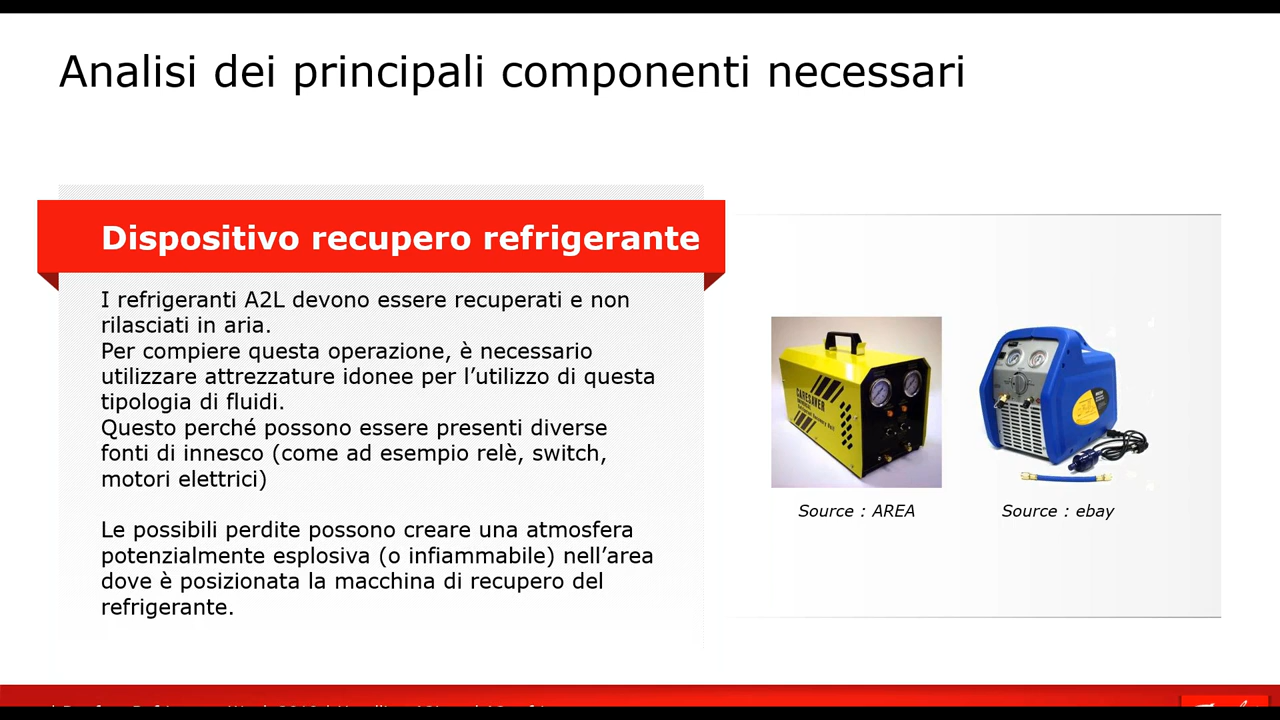 Analisi dei principali componenti necessari
Dispositivo recupero refrigerante
I refrigeranti A2L devono essere recuperati e non
rilasciati in aria.
Per compiere questa operazione, è necessario
utilizzare attrezzature idonee per l’utilizzo di questa
tipologia di fluidi.
Questo perché possono essere presenti diverse
fonti di innesco (come ad esempio relè, switch,
motori elettrici)
Le possibili perdite possono creare una atmosfera
potenzialmente esplosiva (o infiammabile) nell’area
dove è posizionata la macchina di recupero del
refrigerante.
CARESAVER
Source : AREA
Source : ebay